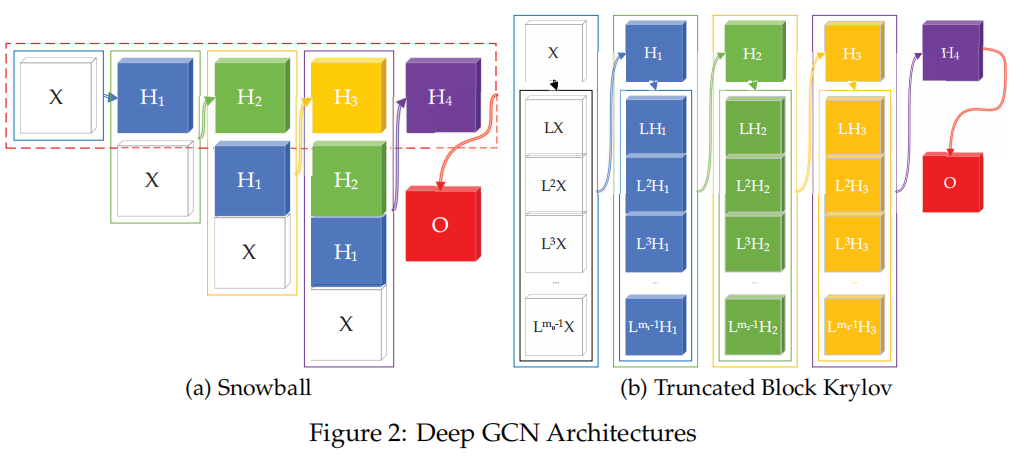 X
H₁
H₂
H₃
H₄
X
H₁
H₂
O
X
H₁
X
(a) Snowball
X
H₁
H₂
H₃
H₄
LX
LH₁
LH₂
LH₃
L²X
L²H₁
L²H₂
L²H₃
O
L³X
L³H₁
L³H₂
L³H₃
...
...
...
...
Lᵐ⁰⁻¹X
Lᵐ¹⁻¹H₁
Lᵐ²⁻¹H₂
Lᵐ³⁻¹H₃
(b) Truncated Block Krylov
Figure 2: Deep GCN Architectures